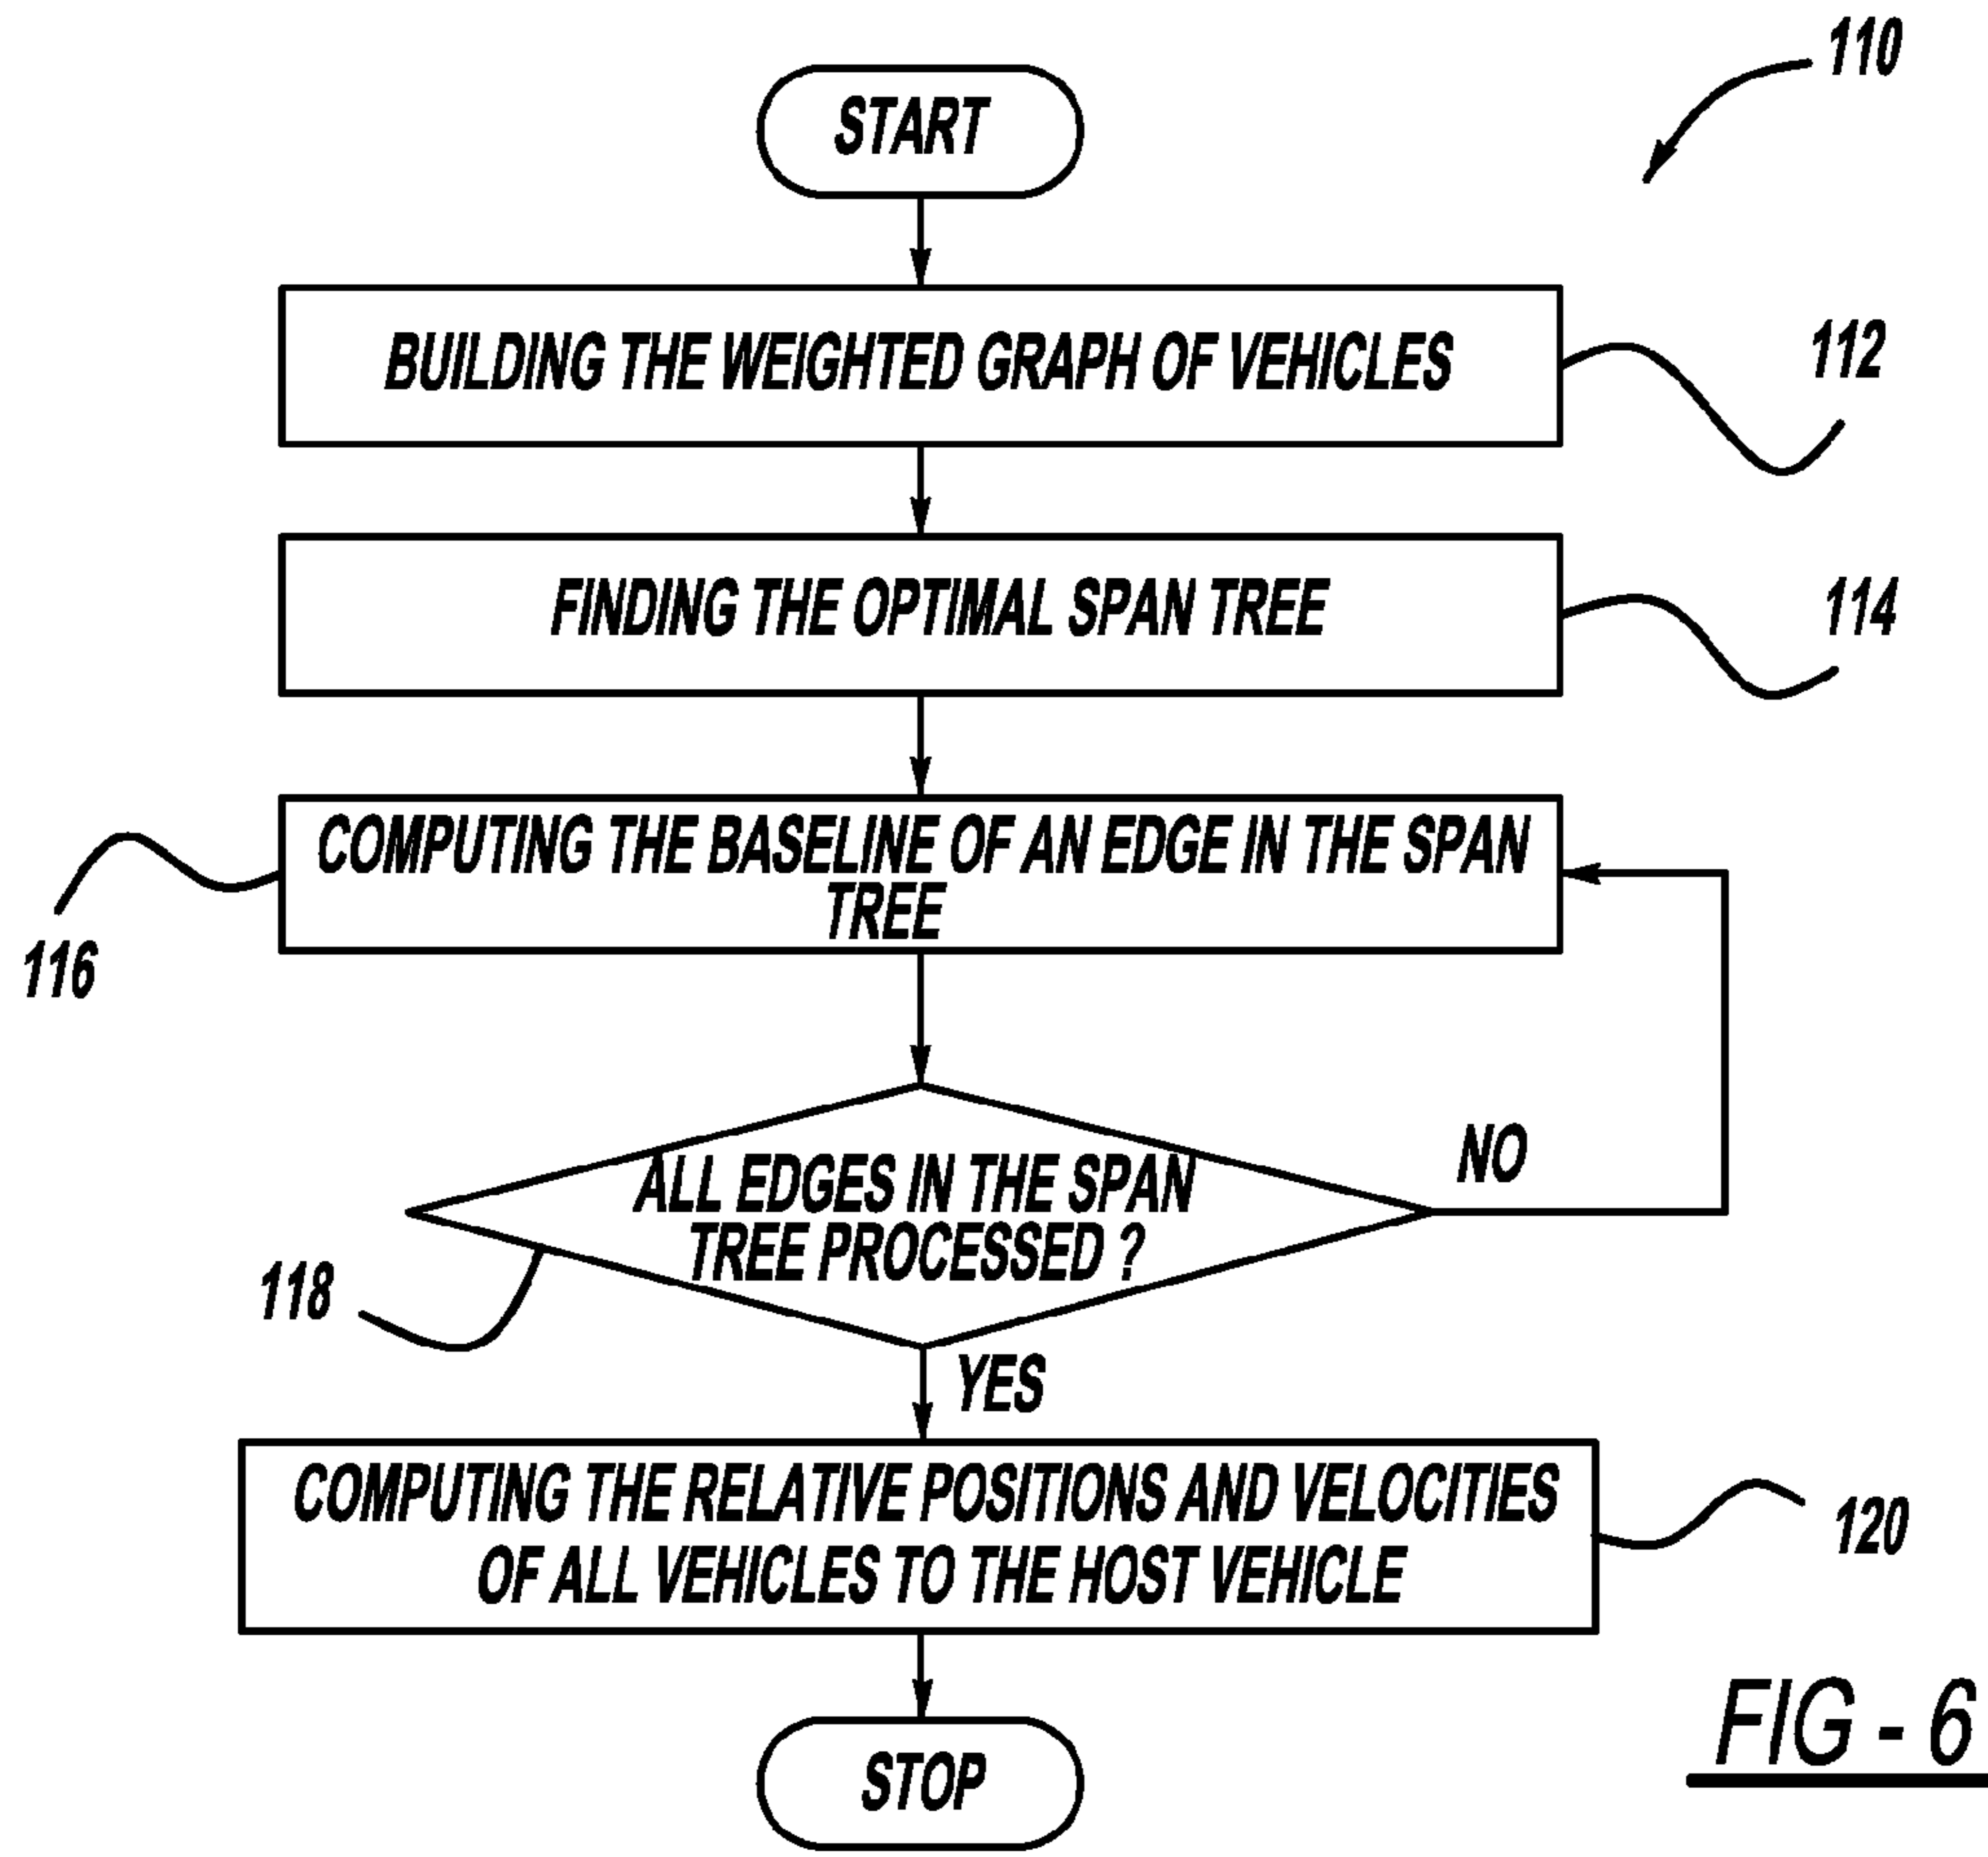 110
START
BUILDING THE WEIGHTED GRAPH OF VEHICLES
112
FINDING THE OPTIMAL SPAN TREE
114
COMPUTING THE BASELINE OF AN EDGE IN THE SPAN
TREE
116
ALL EDGES IN THE SPAN
TREE PROCESSED ?
NO
118
YES
COMPUTING THE RELATIVE POSITIONS AND VELOCITIES
OF ALL VEHICLES TO THE HOST VEHICLE
120
STOP
FIG - 6